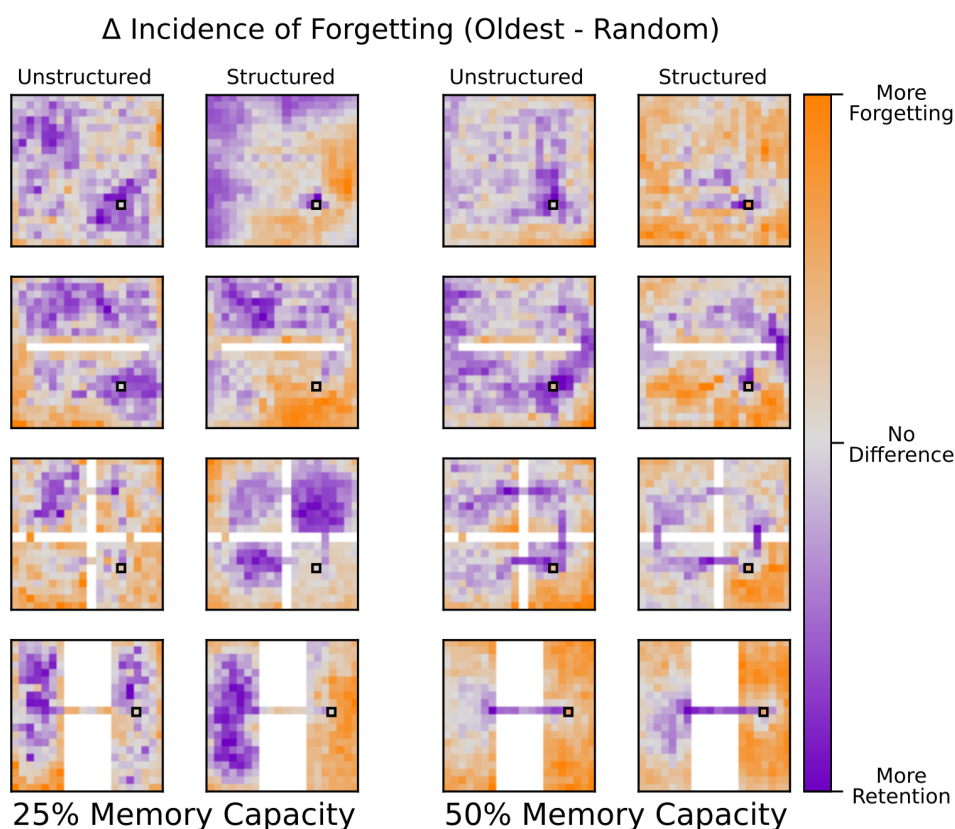 Δ Incidence of Forgetting (Oldest - Random)
Unstructured
Structured
Unstructured
Structured
More
Forgetting
No
Difference
More
Retention
25% Memory Capacity
50% Memory Capacity